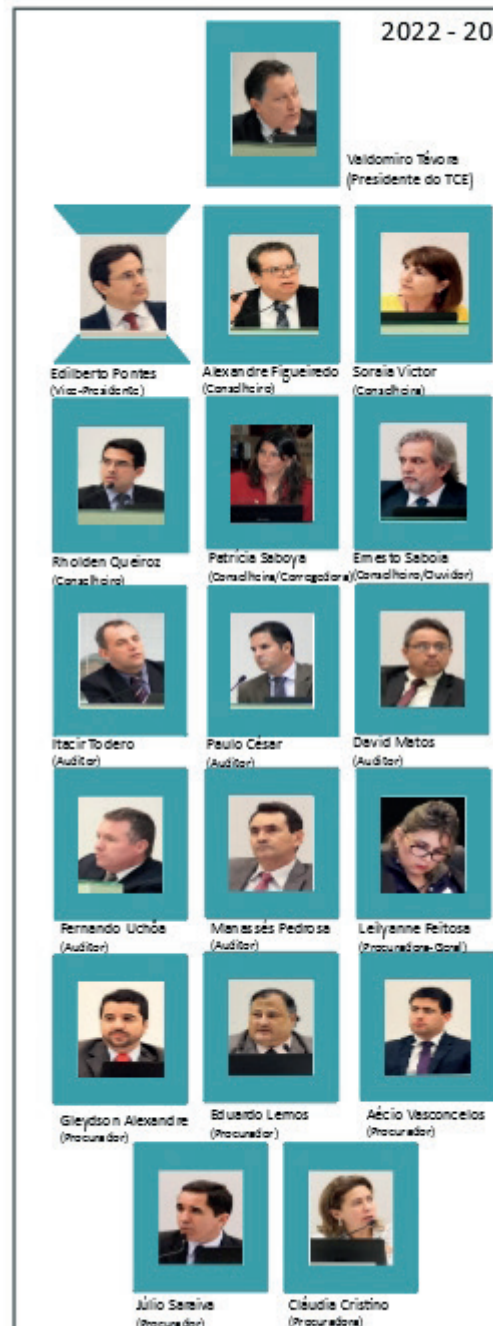 2022 - 20
Valdomiro Távora
(Presidente do TCE)
Edilberto Pontes
(Vice-Presidente)
Alexandre Figueiredo
(Conselheiro)
Soraia Victor
(Conselheira)
Rholden Queiroz
(Conselheiro)
Patrícia Saboya
(Conselheira/Corregedora)
Ernesto Saboia
(Conselheiro/Ouvidor)
Itacir Todero
(Auditor)
Paulo César
(Auditor)
David Matos
(Auditor)
Fernando Uchôa
(Auditor)
Manassés Pedrosa
(Auditor)
Leilyanne Feitosa
(Procuradora-Geral)
Gleydson Alexandre
(Procurador)
Eduardo Lemos
(Procurador)
Aécio Vasconcelos
(Procurador)
Júlio Saraiva
(Procurador)
Cláudia Cristino
(Procuradora)